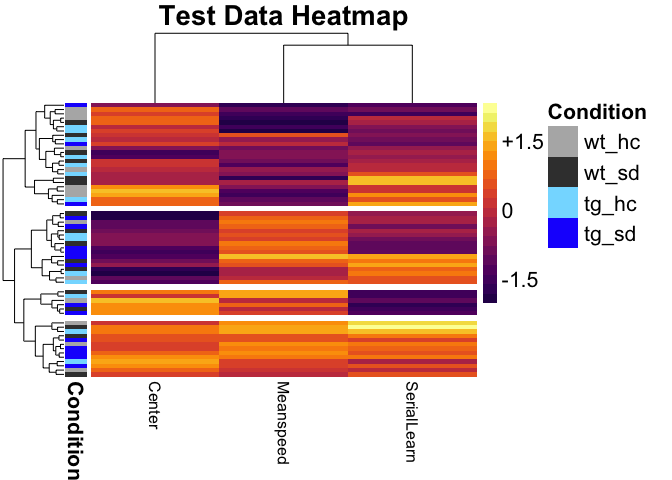 Test Data Heatmap
Condition
wt_hc
wt_sd
tg_hc
tg_sd
+1.5
0
-1.5
Condition
Center
Meanspeed
SerialLearn